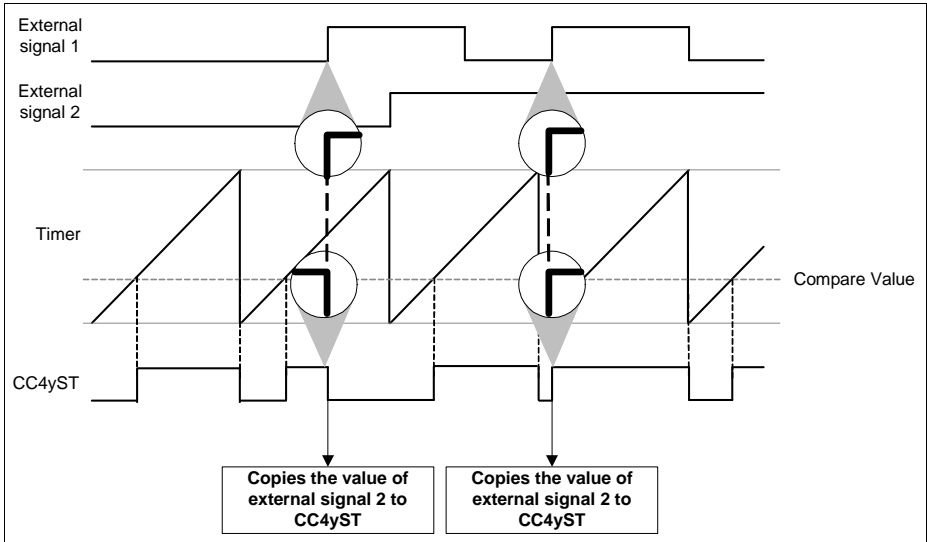 External
signal 1
External
signal 2
Timer
Compare Value
CC4yST
Copies the value of
external signal 2 to
CC4yST
Copies the value of
external signal 2 to
CC4yST